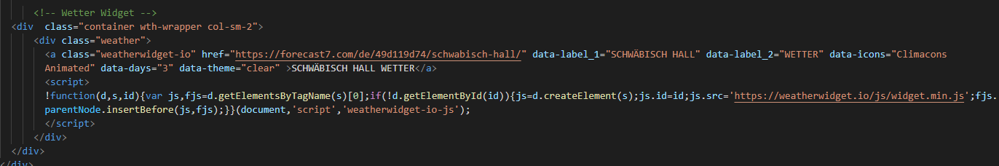 <!-- Wetter Widget -->
<div  class="container wth-wrapper col-sm-2">
<div class="weather">
<a class="weatherwidget-io" href="https://forecast7.com/de/49d119d74/schwabisch-hall/" data-label_1="SCHWÄBISCH HALL" data-label_2="WETTER" data-icons="Climacons
Animated" data-days="3" data-theme="clear" >SCHWÄBISCH HALL WETTER</a>
<script>
!function(d,s,id){var js,fjs=d.getElementsByTagName(s)[0];if(!d.getElementById(id)){js=d.createElement(s);js.id=id;js.src='https://weatherwidget.io/js/widget.min.js';fjs.
parentNode.insertBefore(js,fjs);}}(document,'script','weatherwidget-io-js');
</script>
</div>
</div>
</div>